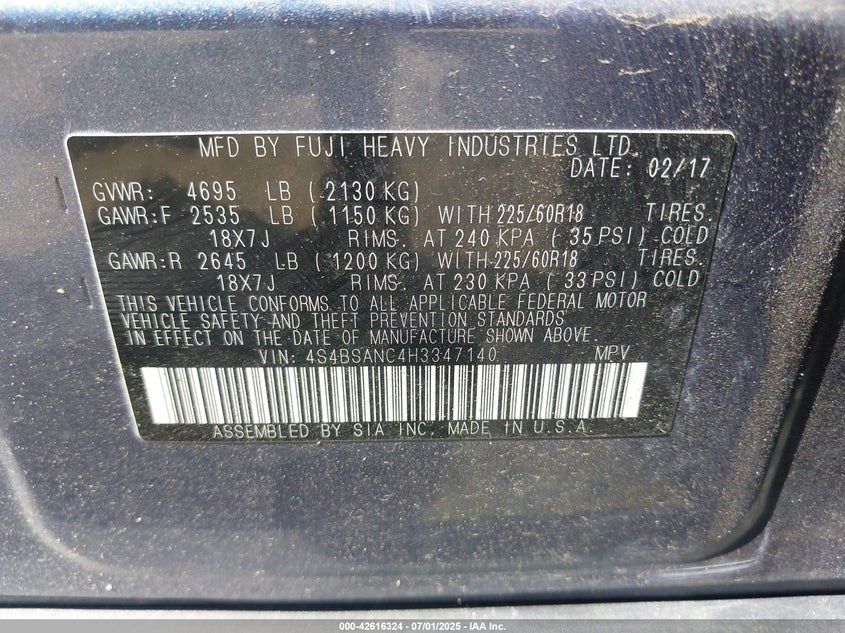 MFD BY FUJI HEAVY INDUSTRIES LTD.
DATE: 02/17
GVWR: 4695 LB (2130 KG)
GAWR:F 2535 LB (1150 KG) WITH 225/60R18 TIRES.
18X7J RIMS. AT 240 KPA (35 PSI) COLD
GAWR:R 2645 LB (1200 KG) WITH 225/60R18 TIRES.
18X7J RIMS. AT 230 KPA (33 PSI) COLD
THIS VEHICLE CONFORMS TO ALL APPLICABLE FEDERAL MOTOR
VEHICLE SAFETY AND THEFT PREVENTION STANDARDS
IN EFFECT ON THE DATE OF MANUFACTURE SHOWN ABOVE.
VIN: 4S4BSANC4H3347140 MPV
ASSEMBLED BY SIA INC. MADE IN U.S.A.
000-42616324 - 07/01/2025 - IAA Inc.